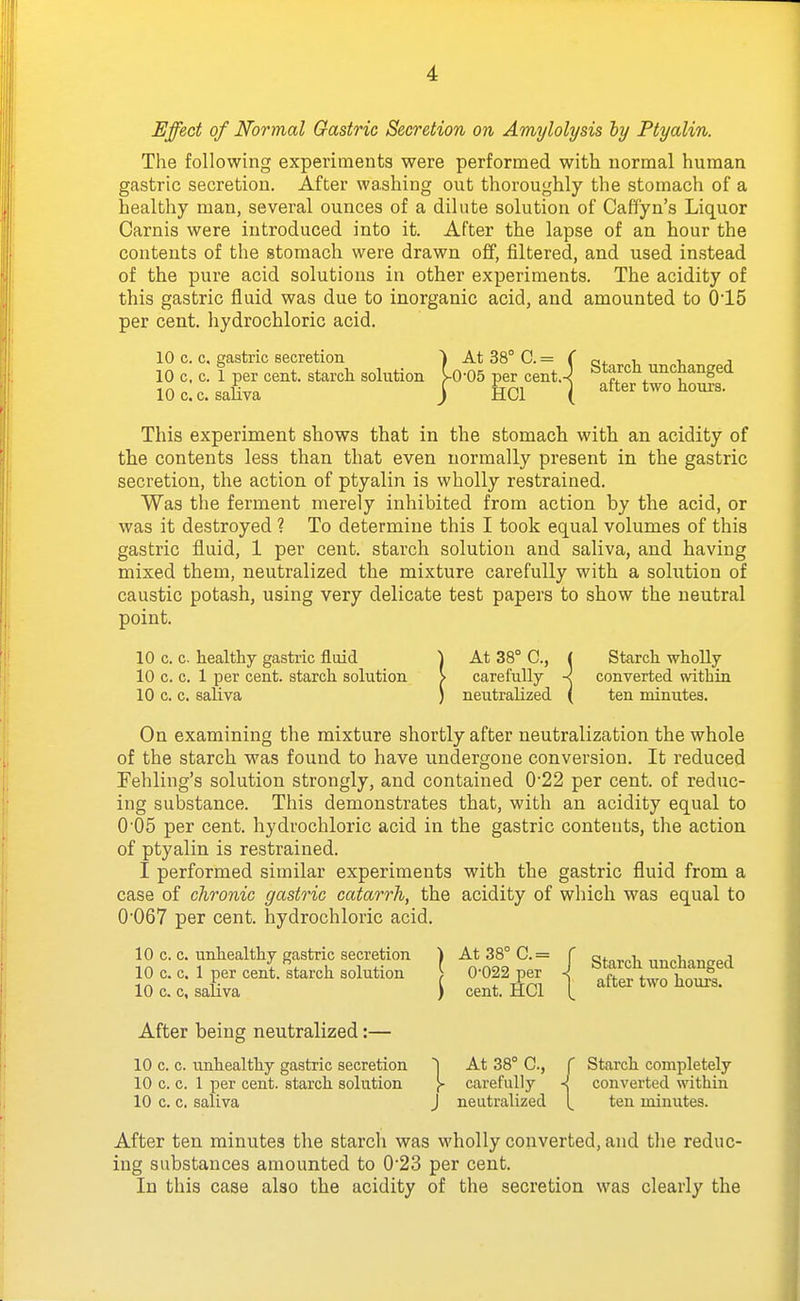 4
Effect of Normal Gastric Secretion on Amylolysis by Ptyalin.
The following experiments were performed with normal human
gastric secretion. After washing out thoroughly the stomach of a
healthy man, several ounces of a dilute solution of Caffyn's Liquor
Carnis were introduced into it. After the lapse of an hour the
contents of the stomach were drawn off, filtered, and used instead
of the pure acid solutions in other experiments. The acidity of
this gastric fluid was due to inorganic acid, and amounted to 0·15
per cent. hydrochloric acid.
10 c. c. gastric secretion } At 38° C. = {
10 c. c. 1 per cent. starch solution } 0·05 per cent. { Starch unchanged
10 c. c. saliva } HCl { after two hours.
This experiment shows that in the stomach with an acidity of
the contents less than that even normally present in the gastric
secretion, the action of ptyalin is wholly restrained.
Was the ferment merely inhibited from action by the acid, or
was it destroyed ? To determine this I took equal volumes of this
gastric fluid, 1 per cent. starch solution and saliva, and having
mixed them, neutralized the mixture carefully with a solution of
caustic potash, using very delicate test papers to show the neutral
point.
10 c. c. healthy gastric fluid } At 38° C., { Starch wholly
10 c. c. 1 per cent. starch solution } carefully { converted within
10 c. c. saliva } neutralized { ten minutes.
On examining the mixture shortly after neutralization the whole
of the starch was found to have undergone conversion. It reduced
Fehling's solution strongly, and contained 0·22 per cent. of reduc-
ing substance. This demonstrates that, with an acidity equal to
0·05 per cent. hydrochloric acid in the gastric contents, the action
of ptyalin is restrained.
I performed similar experiments with the gastric fluid from a
case of chronic gastric catarrh, the acidity of which was equal to
0·067 per cent. hydrochloric acid.
10 c. c. unhealthy gastric secretion } At 38° C. = {
10 c. c. 1 per cent. starch solution } 0·022 per { Starch unchanged
10 c. c, saliva } cent. HCl { after two hours.
After being neutralized :—
10 c. c. unhealthy gastric secretion } At 38° C., { Starch completely
10 c. c. 1 per cent. starch solution } carefully { converted within
10 c. c. saliva } neutralized { ten minutes.
After ten minutes the starch was wholly converted, and the reduc-
ing substances amounted to 0·23 per cent.
In this case also the acidity of the secretion was clearly the